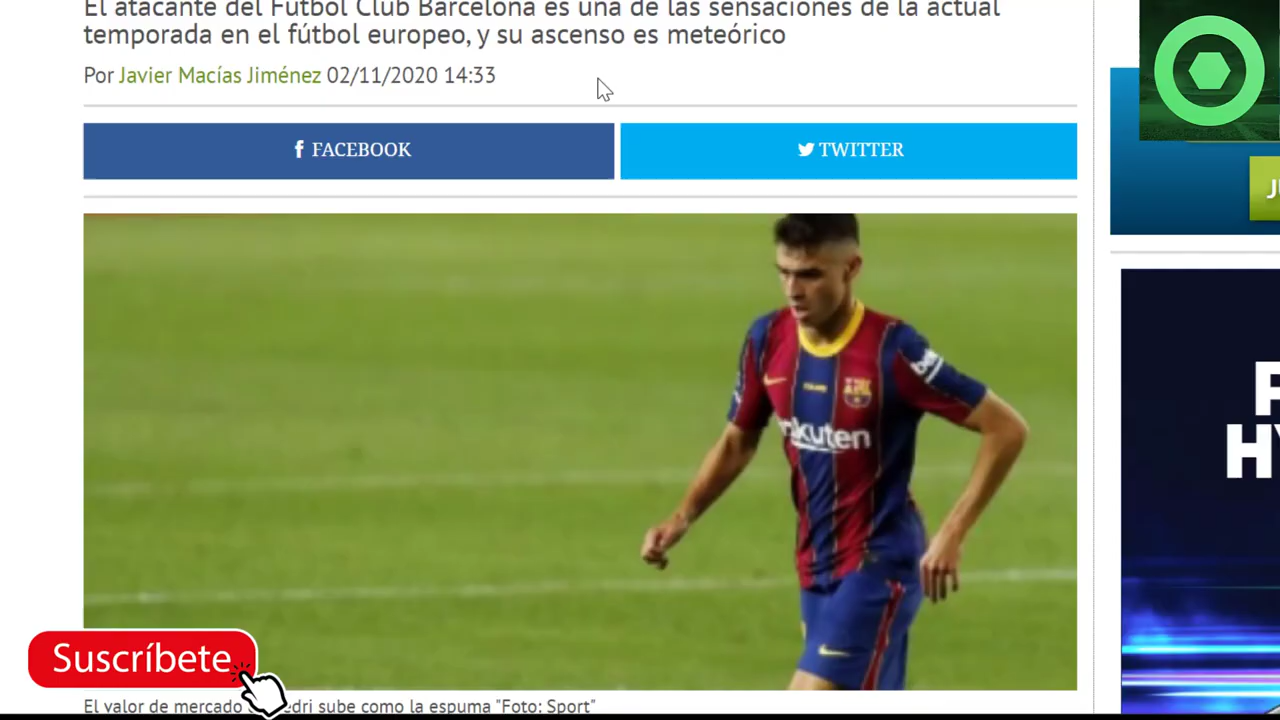 El atacante del Fútbol Club Barcelona es una de las sensaciones de la actual
temporada en el fútbol europeo, y su ascenso es meteórico
Por Javier Macías Jiménez 02/11/2020 14:33
FACEBOOK
TWITTER
beko
Rakuten
Suscríbete
El valor de mercado edri sube como la espuma "Foto: Sport"